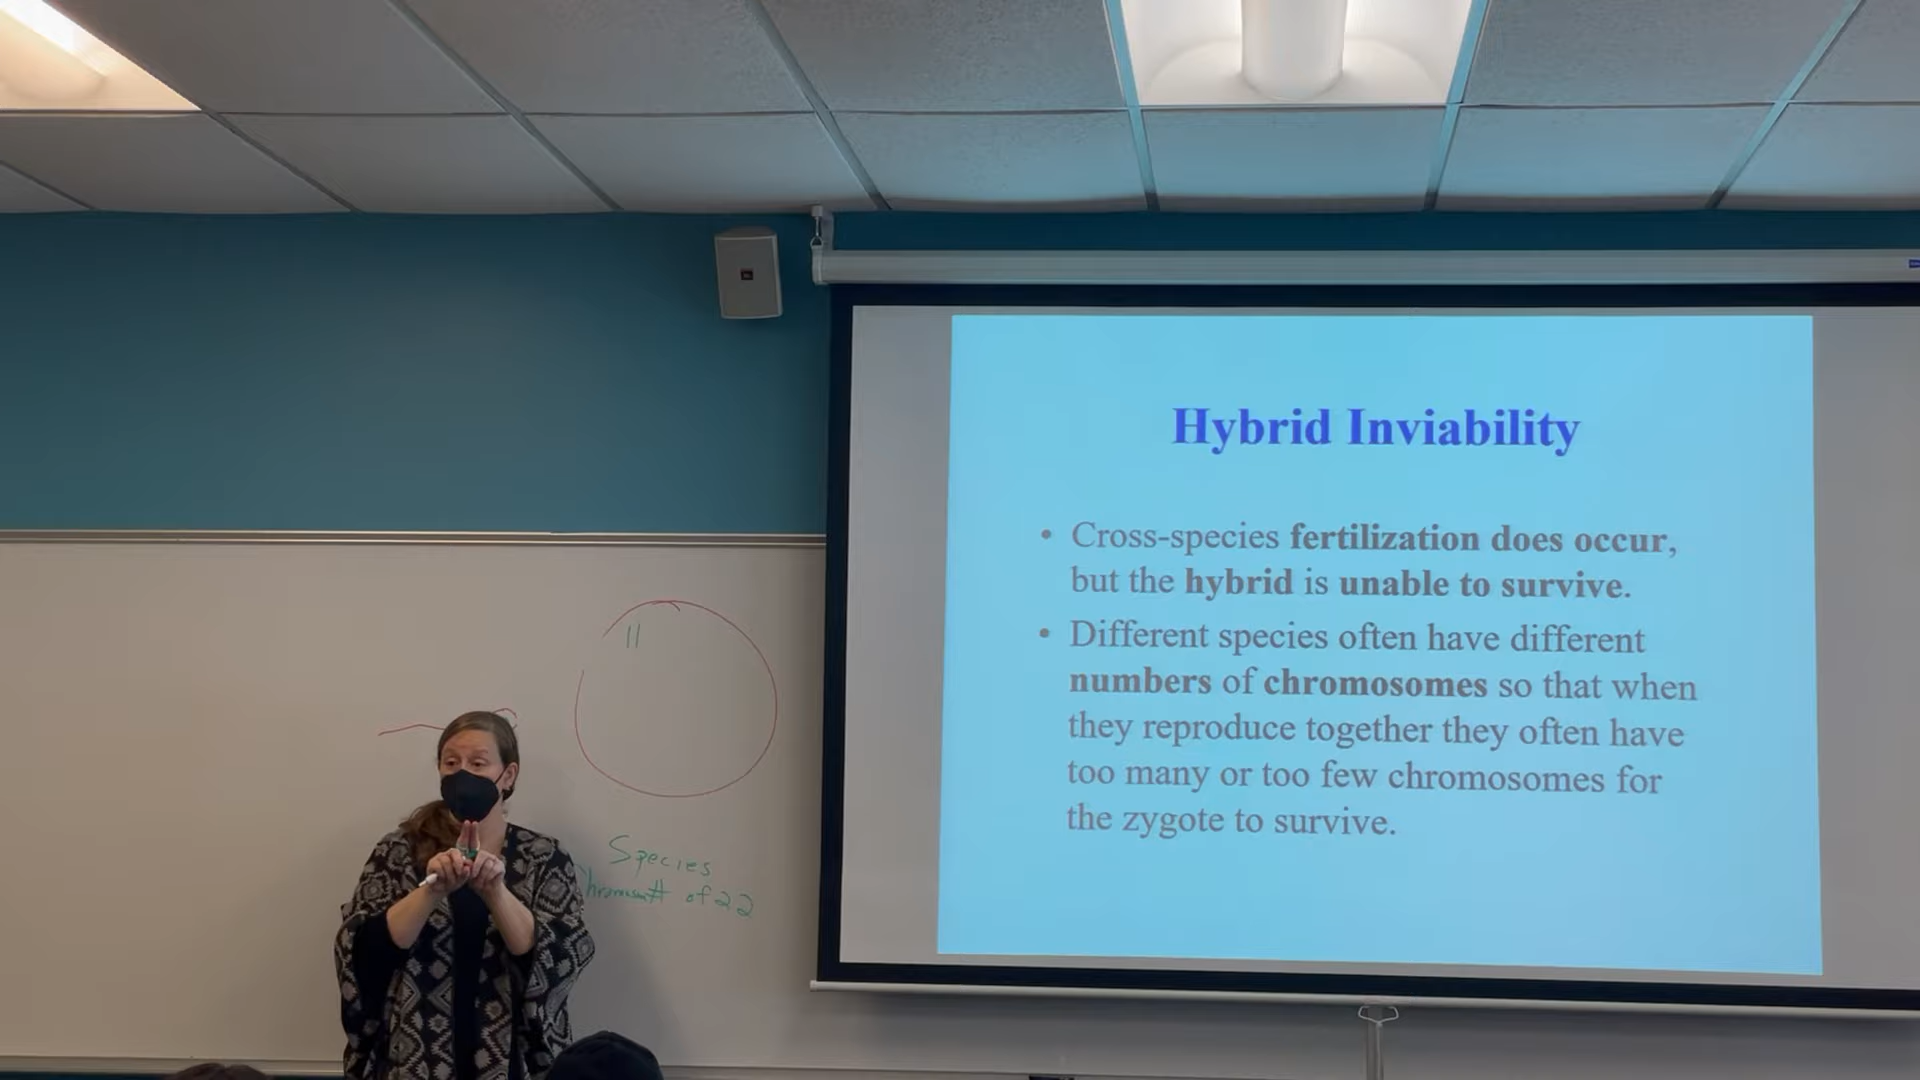 Hybrid Inviability
• Cross-species fertilization does occur,
but the hybrid is unable to survive.
• Different species often have different
numbers of chromosomes so that when
they reproduce together they often have
too many or too few chromosomes for
the zygote to survive.
Species
of 22